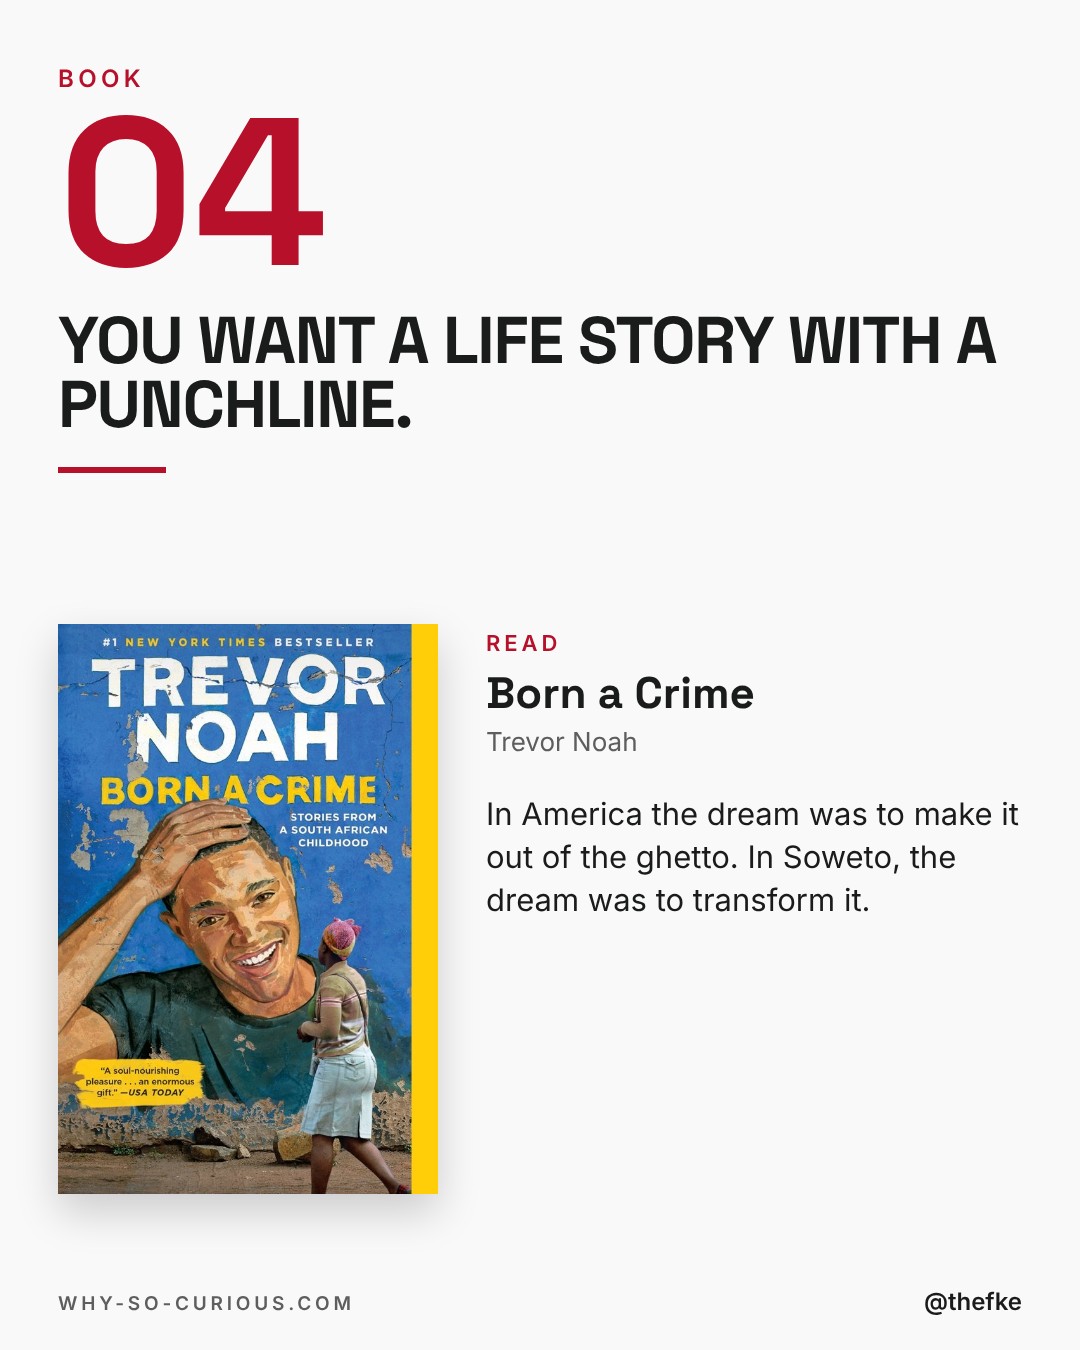 BOOK
04
YOU WANT A LIFE STORY WITH A
PUNCHLINE.
#1 NEW YORK TIMES BESTSELLER
TREVOR
NOAH
BORN A CRIME
STORIES FROM
A SOUTH AFRICAN
CHILDHOOD
“A soul-nourishing
pleasure . . . an enormous
gift.” —USA TODAY
READ
Born a Crime
Trevor Noah
In America the dream was to make it
out of the ghetto. In Soweto, the
dream was to transform it.
WHY-SO-CURIOUS.COM
@thefke